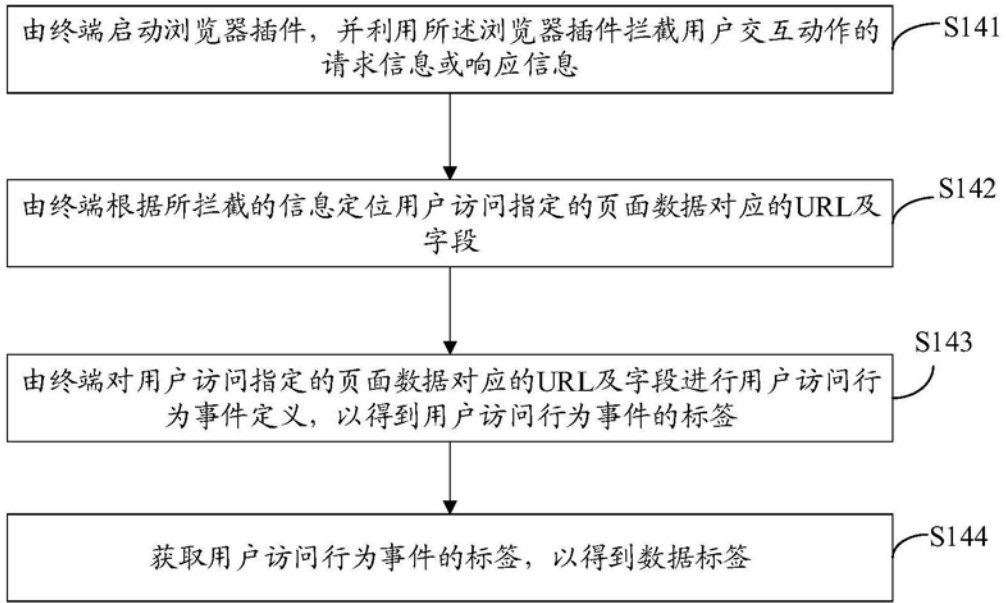 由终端启动浏览器插件，并利用所述浏览器插件拦截用户交互动作的
请求信息或响应信息
S141
由终端根据所拦截的信息定位用户访问指定的页面数据对应的URL及
字段
S142
由终端对用户访问指定的页面数据对应的URL及字段进行用户访问行
为事件定义，以得到用户访问行为事件的标签
S143
获取用户访问行为事件的标签，以得到数据标签
S144